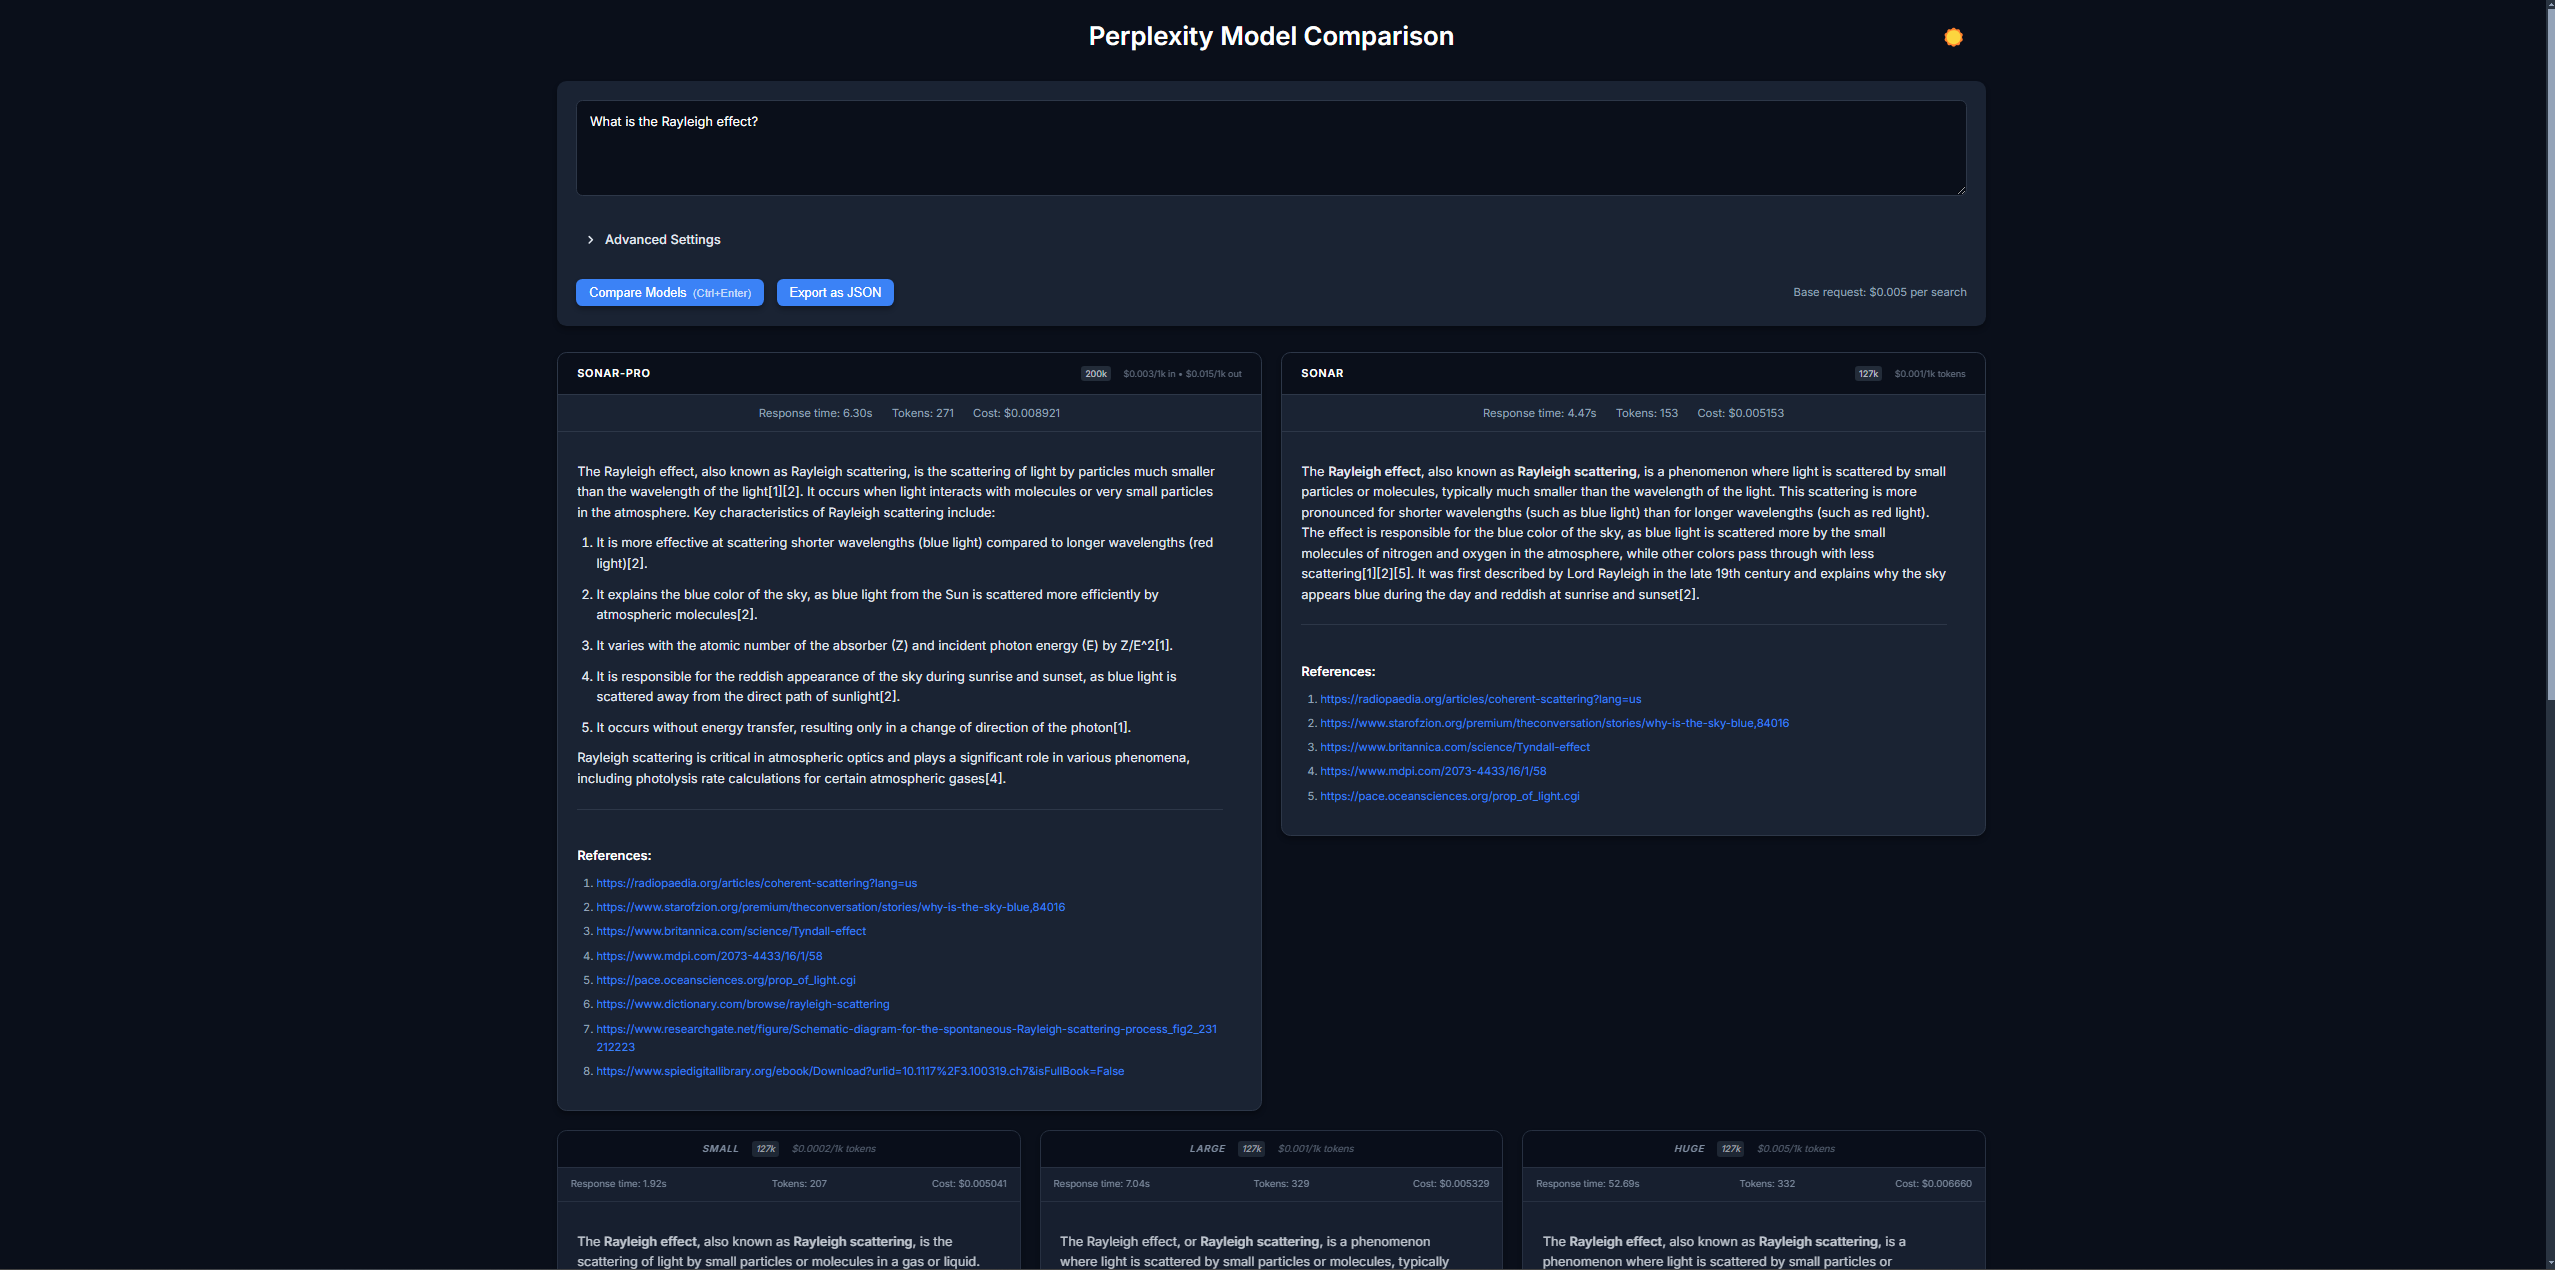 Perplexity Model Comparison
What is the Rayleigh effect?
Advanced Settings
Compare Models (Ctrl+Enter)
Export as JSON
Base request: $0.005 per search
SONAR-PRO
200k
$0.003/1k in • $0.015/1k out
Response time: 6.30s
Tokens: 271
Cost: $0.008921
The Rayleigh effect, also known as Rayleigh scattering, is the scattering of light by particles much smaller
than the wavelength of the light[1][2]. It occurs when light interacts with molecules or very small particles
in the atmosphere. Key characteristics of Rayleigh scattering include:
1. It is more effective at scattering shorter wavelengths (blue light) compared to longer wavelengths (red
light)[2].
2. It explains the blue color of the sky, as blue light from the Sun is scattered more efficiently by
atmospheric molecules[2].
3. It varies with the atomic number of the absorber (Z) and incident photon energy (E) by Z/E^2[1].
4. It is responsible for the reddish appearance of the sky during sunrise and sunset, as blue light is
scattered away from the direct path of sunlight[2].
5. It occurs without energy transfer, resulting only in a change of direction of the photon[1].
Rayleigh scattering is critical in atmospheric optics and plays a significant role in various phenomena,
including photolysis rate calculations for certain atmospheric gases[4].
References:
1. https://radiopaedia.org/articles/coherent-scattering?lang=us
2. https://www.starofzion.org/premium/theconversation/stories/why-is-the-sky-blue,84016
3. https://www.britannica.com/science/Tyndall-effect
4. https://www.mdpi.com/2073-4433/16/1/58
5. https://pace.oceansciences.org/prop_of_light.cgi
6. https://www.dictionary.com/browse/rayleigh-scattering
7. https://www.researchgate.net/figure/Schematic-diagram-for-the-spontaneous-Rayleigh-scattering-process_fig2_231
212223
8. https://www.spiedigitallibrary.org/ebook/Download?urlid=10.1117%2F3.100319.ch7&isFullBook=False
SONAR
127k
$0.001/1k tokens
Response time: 4.47s
Tokens: 153
Cost: $0.005153
The Rayleigh effect, also known as Rayleigh scattering, is a phenomenon where light is scattered by small
particles or molecules, typically much smaller than the wavelength of the light. This scattering is more
pronounced for shorter wavelengths (such as blue light) than for longer wavelengths (such as red light).
The effect is responsible for the blue color of the sky, as blue light is scattered more by the small
molecules of nitrogen and oxygen in the atmosphere, while other colors pass through with less
scattering[1][2][5]. It was first described by Lord Rayleigh in the late 19th century and explains why the sky
appears blue during the day and reddish at sunrise and sunset[2].
References:
1. https://radiopaedia.org/articles/coherent-scattering?lang=us
2. https://www.starofzion.org/premium/theconversation/stories/why-is-the-sky-blue,84016
3. https://www.britannica.com/science/Tyndall-effect
4. https://www.mdpi.com/2073-4433/16/1/58
5. https://pace.oceansciences.org/prop_of_light.cgi
SMALL
127k
$0.0002/1k tokens
Response time: 1.92s
Tokens: 207
Cost: $0.005041
The Rayleigh effect, also known as Rayleigh scattering, is the
scattering of light by small particles or molecules in a gas or liquid.
LARGE
127k
$0.001/1k tokens
Response time: 7.04s
Tokens: 329
Cost: $0.005329
The Rayleigh effect, or Rayleigh scattering, is a phenomenon
where light is scattered by small particles or molecules, typically
HUGE
127k
$0.005/1k tokens
Response time: 52.69s
Tokens: 332
Cost: $0.006660
The Rayleigh effect, also known as Rayleigh scattering, is a
phenomenon where light is scattered by small particles or